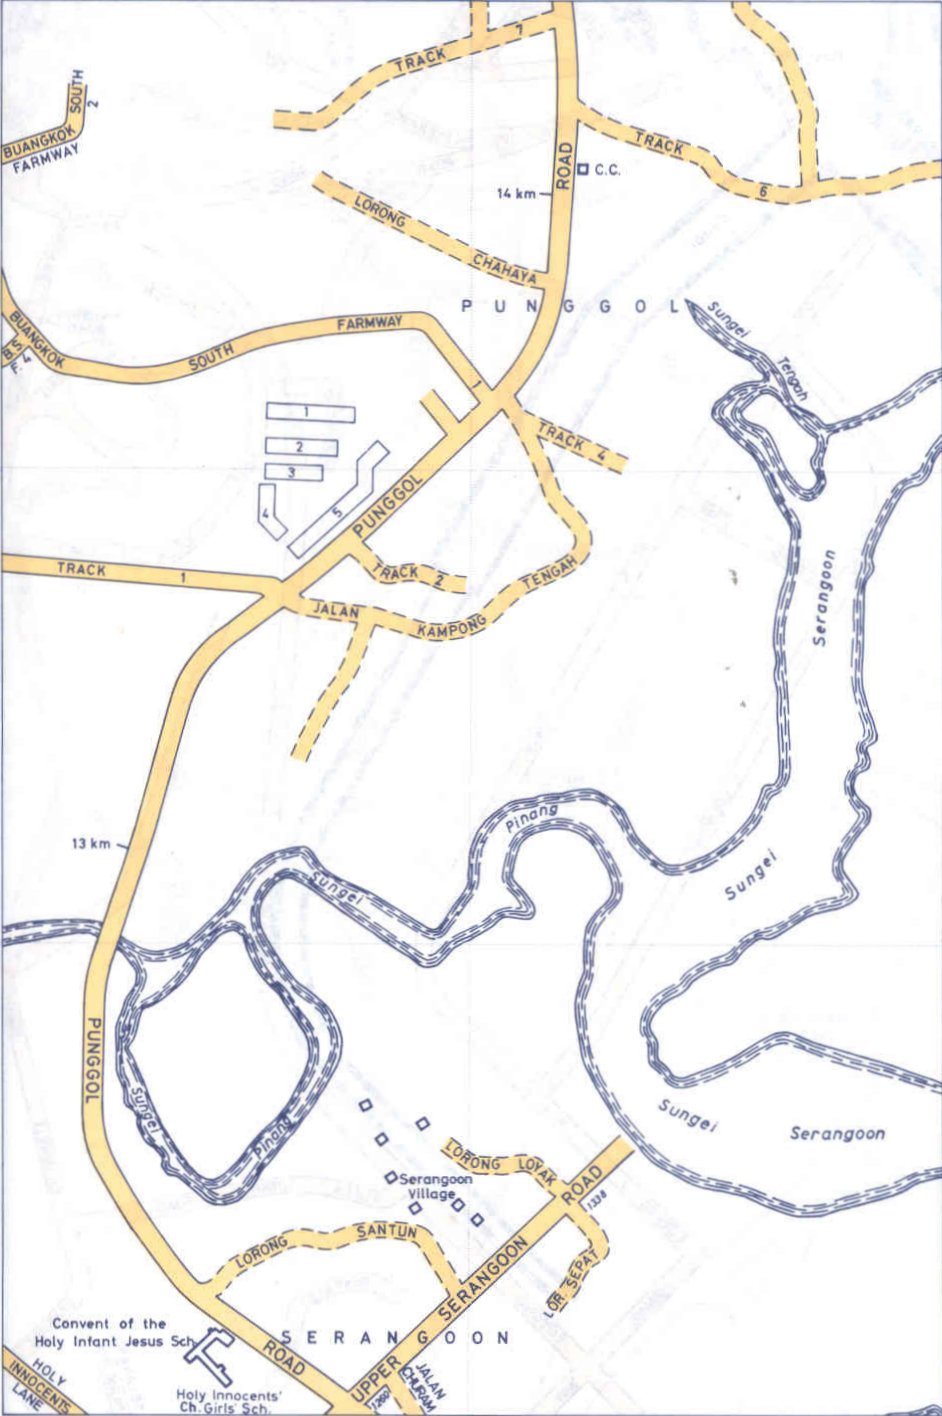 TRACK 7
SOUTH 2
BUANGKOK
FARMWAY
TRACK 6
ROAD
C.C.
14 km
LORONG CHAHAYA
PUNGGOL
Sungei Tengah
BUANGKOK SOUTH FARMWAY 1
B.S.
F. 4
1
2
3
4
5
TRACK 4
PUNGGOL
TRACK 1
TRACK 2
JALAN KAMPONG TENGAH
Serangoon
13 km
Pinang
Sungei
Sungei
PUNGGOL
Sungei
Pinang
Sungei
Serangoon
LORONG LOYAK
ROAD
1338
Serangoon
Village
LORONG SANTUN
SERANGOON
LOR. SEPAT
SERANGOON
Convent of the
Holy Infant Jesus Sch.
ROAD
UPPER
HOLY
INNOCENTS
LANE
Holy Innocents'
Ch. Girls' Sch.
1260
JALAN
CHURAM